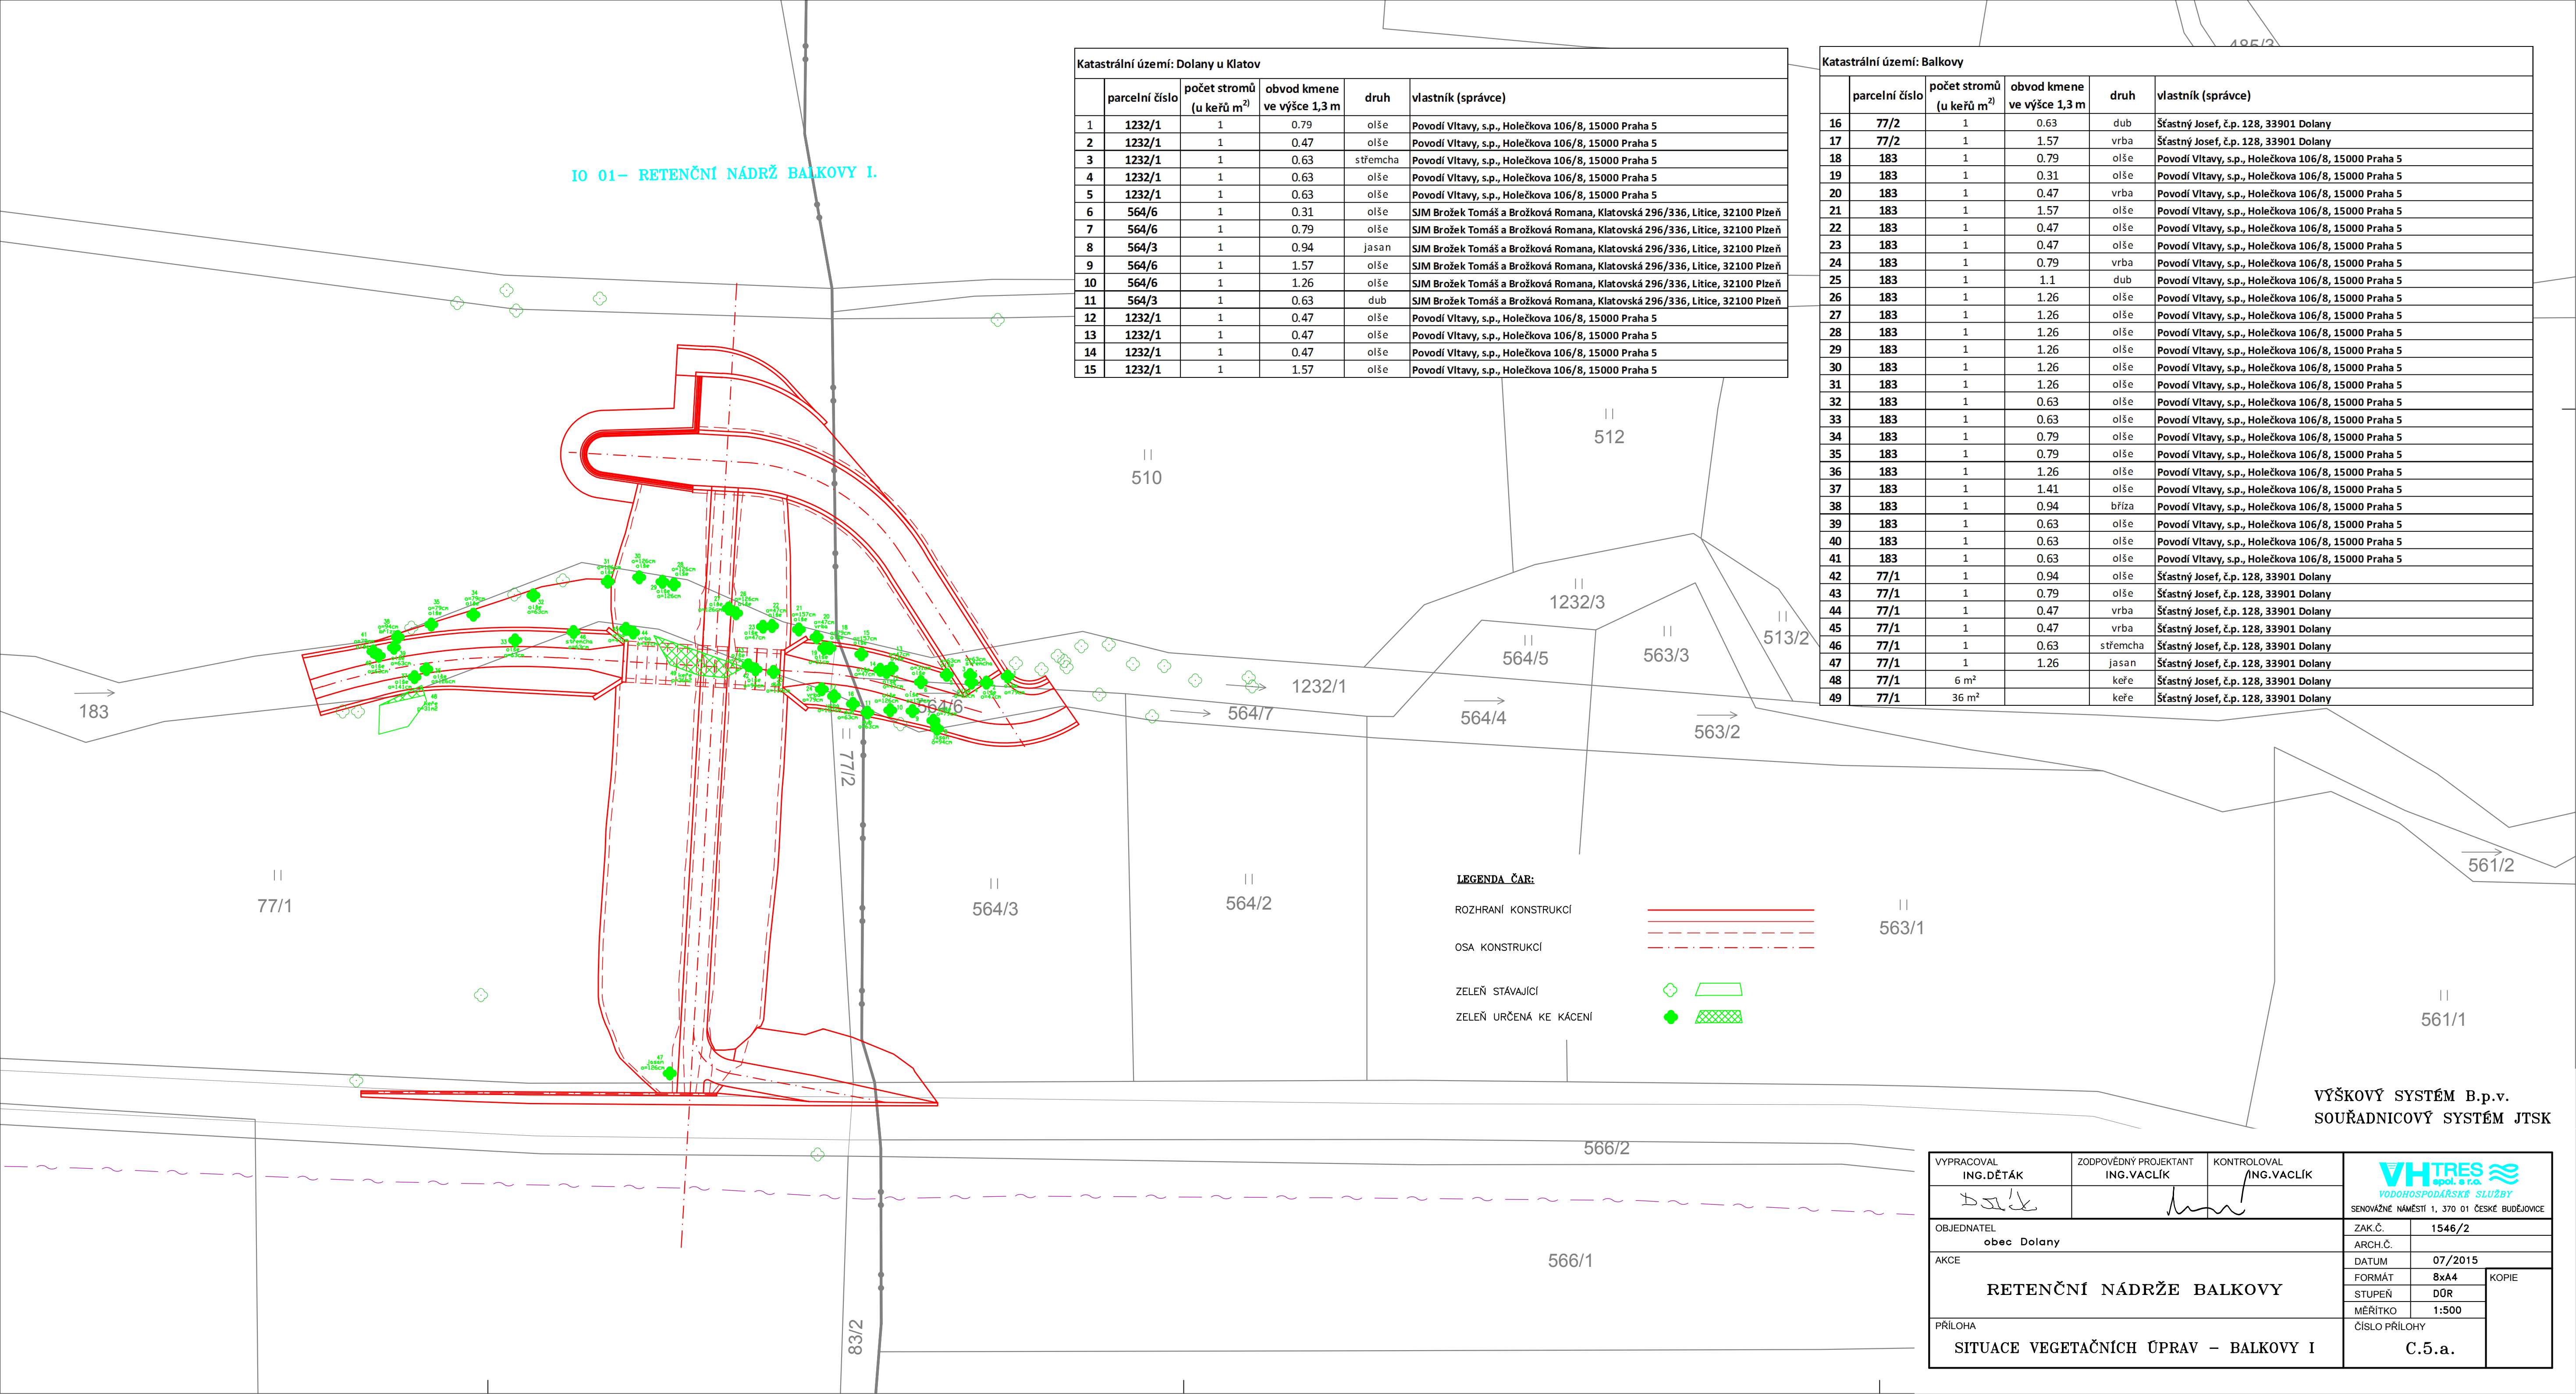 485/3
Katastrální území: Dolany u Klatov
parcelní číslo počet stromů (u keřů m²) obvod kmene ve výšce 1,3 m druh vlastník (správce)
1 1232/1 1 0.79 olše Povodí Vltavy, s.p., Holečkova 106/8, 15000 Praha 5
2 1232/1 1 0.47 olše Povodí Vltavy, s.p., Holečkova 106/8, 15000 Praha 5
3 1232/1 1 0.63 střemcha Povodí Vltavy, s.p., Holečkova 106/8, 15000 Praha 5
4 1232/1 1 0.63 olše Povodí Vltavy, s.p., Holečkova 106/8, 15000 Praha 5
5 1232/1 1 0.63 olše Povodí Vltavy, s.p., Holečkova 106/8, 15000 Praha 5
6 564/6 1 0.31 olše SJM Brožek Tomáš a Brožková Romana, Klatovská 296/336, Litice, 32100 Plzeň
7 564/6 1 0.79 olše SJM Brožek Tomáš a Brožková Romana, Klatovská 296/336, Litice, 32100 Plzeň
8 564/3 1 0.94 jasan SJM Brožek Tomáš a Brožková Romana, Klatovská 296/336, Litice, 32100 Plzeň
9 564/6 1 1.57 olše SJM Brožek Tomáš a Brožková Romana, Klatovská 296/336, Litice, 32100 Plzeň
10 564/6 1 1.26 olše SJM Brožek Tomáš a Brožková Romana, Klatovská 296/336, Litice, 32100 Plzeň
11 564/3 1 0.63 dub SJM Brožek Tomáš a Brožková Romana, Klatovská 296/336, Litice, 32100 Plzeň
12 1232/1 1 0.47 olše Povodí Vltavy, s.p., Holečkova 106/8, 15000 Praha 5
13 1232/1 1 0.47 olše Povodí Vltavy, s.p., Holečkova 106/8, 15000 Praha 5
14 1232/1 1 0.47 olše Povodí Vltavy, s.p., Holečkova 106/8, 15000 Praha 5
15 1232/1 1 1.57 olše Povodí Vltavy, s.p., Holečkova 106/8, 15000 Praha 5
Katastrální území: Balkovy
parcelní číslo počet stromů (u keřů m²) obvod kmene ve výšce 1,3 m druh vlastník (správce)
16 77/2 1 0.63 dub Šťastný Josef, č.p. 128, 33901 Dolany
17 77/2 1 1.57 vrba Šťastný Josef, č.p. 128, 33901 Dolany
18 183 1 0.79 olše Povodí Vltavy, s.p., Holečkova 106/8, 15000 Praha 5
19 183 1 0.31 olše Povodí Vltavy, s.p., Holečkova 106/8, 15000 Praha 5
20 183 1 0.47 vrba Povodí Vltavy, s.p., Holečkova 106/8, 15000 Praha 5
21 183 1 1.57 olše Povodí Vltavy, s.p., Holečkova 106/8, 15000 Praha 5
22 183 1 0.47 olše Povodí Vltavy, s.p., Holečkova 106/8, 15000 Praha 5
23 183 1 0.47 olše Povodí Vltavy, s.p., Holečkova 106/8, 15000 Praha 5
24 183 1 0.79 vrba Povodí Vltavy, s.p., Holečkova 106/8, 15000 Praha 5
25 183 1 1.1 dub Povodí Vltavy, s.p., Holečkova 106/8, 15000 Praha 5
26 183 1 1.26 olše Povodí Vltavy, s.p., Holečkova 106/8, 15000 Praha 5
27 183 1 1.26 olše Povodí Vltavy, s.p., Holečkova 106/8, 15000 Praha 5
28 183 1 1.26 olše Povodí Vltavy, s.p., Holečkova 106/8, 15000 Praha 5
29 183 1 1.26 olše Povodí Vltavy, s.p., Holečkova 106/8, 15000 Praha 5
30 183 1 1.26 olše Povodí Vltavy, s.p., Holečkova 106/8, 15000 Praha 5
31 183 1 1.26 olše Povodí Vltavy, s.p., Holečkova 106/8, 15000 Praha 5
32 183 1 0.63 olše Povodí Vltavy, s.p., Holečkova 106/8, 15000 Praha 5
33 183 1 0.63 olše Povodí Vltavy, s.p., Holečkova 106/8, 15000 Praha 5
34 183 1 0.79 olše Povodí Vltavy, s.p., Holečkova 106/8, 15000 Praha 5
35 183 1 0.79 olše Povodí Vltavy, s.p., Holečkova 106/8, 15000 Praha 5
36 183 1 1.26 olše Povodí Vltavy, s.p., Holečkova 106/8, 15000 Praha 5
37 183 1 1.41 olše Povodí Vltavy, s.p., Holečkova 106/8, 15000 Praha 5
38 183 1 0.94 bříza Povodí Vltavy, s.p., Holečkova 106/8, 15000 Praha 5
39 183 1 0.63 olše Povodí Vltavy, s.p., Holečkova 106/8, 15000 Praha 5
40 183 1 0.63 olše Povodí Vltavy, s.p., Holečkova 106/8, 15000 Praha 5
41 183 1 0.63 olše Povodí Vltavy, s.p., Holečkova 106/8, 15000 Praha 5
42 77/1 1 0.94 olše Šťastný Josef, č.p. 128, 33901 Dolany
43 77/1 1 0.79 olše Šťastný Josef, č.p. 128, 33901 Dolany
44 77/1 1 0.47 vrba Šťastný Josef, č.p. 128, 33901 Dolany
45 77/1 1 0.47 vrba Šťastný Josef, č.p. 128, 33901 Dolany
46 77/1 1 0.63 střemcha Šťastný Josef, č.p. 128, 33901 Dolany
47 77/1 1 1.26 jasan Šťastný Josef, č.p. 128, 33901 Dolany
48 77/1 6 m² keře Šťastný Josef, č.p. 128, 33901 Dolany
49 77/1 36 m² keře Šťastný Josef, č.p. 128, 33901 Dolany
IO 01- RETENČNÍ NÁDRŽ BALKOVY I.
512
510
1232/3
513/2
564/5
563/3
1232/1
564/7
564/4
563/2
564/6
183
77/2
77/1
564/3
564/2
563/1
561/2
561/1
566/2
566/1
83/2
47
jasan
o=126cm
LEGENDA ČAR:
ROZHRANÍ KONSTRUKCÍ
OSA KONSTRUKCÍ
ZELEŇ STÁVAJÍCÍ
ZELEŇ URČENÁ KE KÁCENÍ
VÝŠKOVÝ SYSTÉM B.p.v.
SOUŘADNICOVÝ SYSTÉM JTSK
VYPRACOVAL ZODPOVĚDNÝ PROJEKTANT KONTROLOVAL
ING.DĚTÁK ING.VACLÍK ING.VACLÍK
VH TRES
spol. s r.o.
VODOHOSPODÁŘSKÉ SLUŽBY
SENOVÁŽNÉ NÁMĚSTÍ 1, 370 01 ČESKÉ BUDĚJOVICE
OBJEDNATEL
obec Dolany
AKCE
RETENČNÍ NÁDRŽE BALKOVY
PŘÍLOHA
SITUACE VEGETAČNÍCH ÚPRAV – BALKOVY I
ZAK.Č. 1546/2
ARCH.Č.
DATUM 07/2015
FORMÁT 8xA4 KOPIE
STUPEŇ DÚR
MĚŘÍTKO 1:500
ČÍSLO PŘÍLOHY
C.5.a.